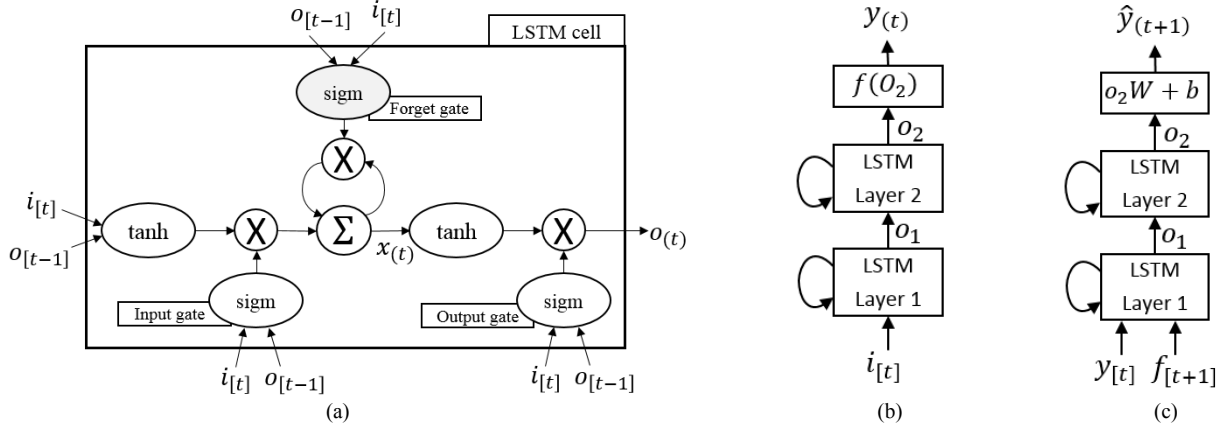 o[t−1] i[t]
LSTM cell
sigm
Forget gate
X
i[t]
o[t−1]
tanh
X
Σ
x(t)
tanh
X
o(t)
Input gate
sigm
Output gate
sigm
i[t] o[t−1]
i[t] o[t−1]
(a)
y(t)
f(O2)
o2
LSTM
Layer 2
o1
LSTM
Layer 1
i[t]
(b)
ŷ(t+1)
o2W + b
o2
LSTM
Layer 2
o1
LSTM
Layer 1
y[t] f[t+1]
(c)